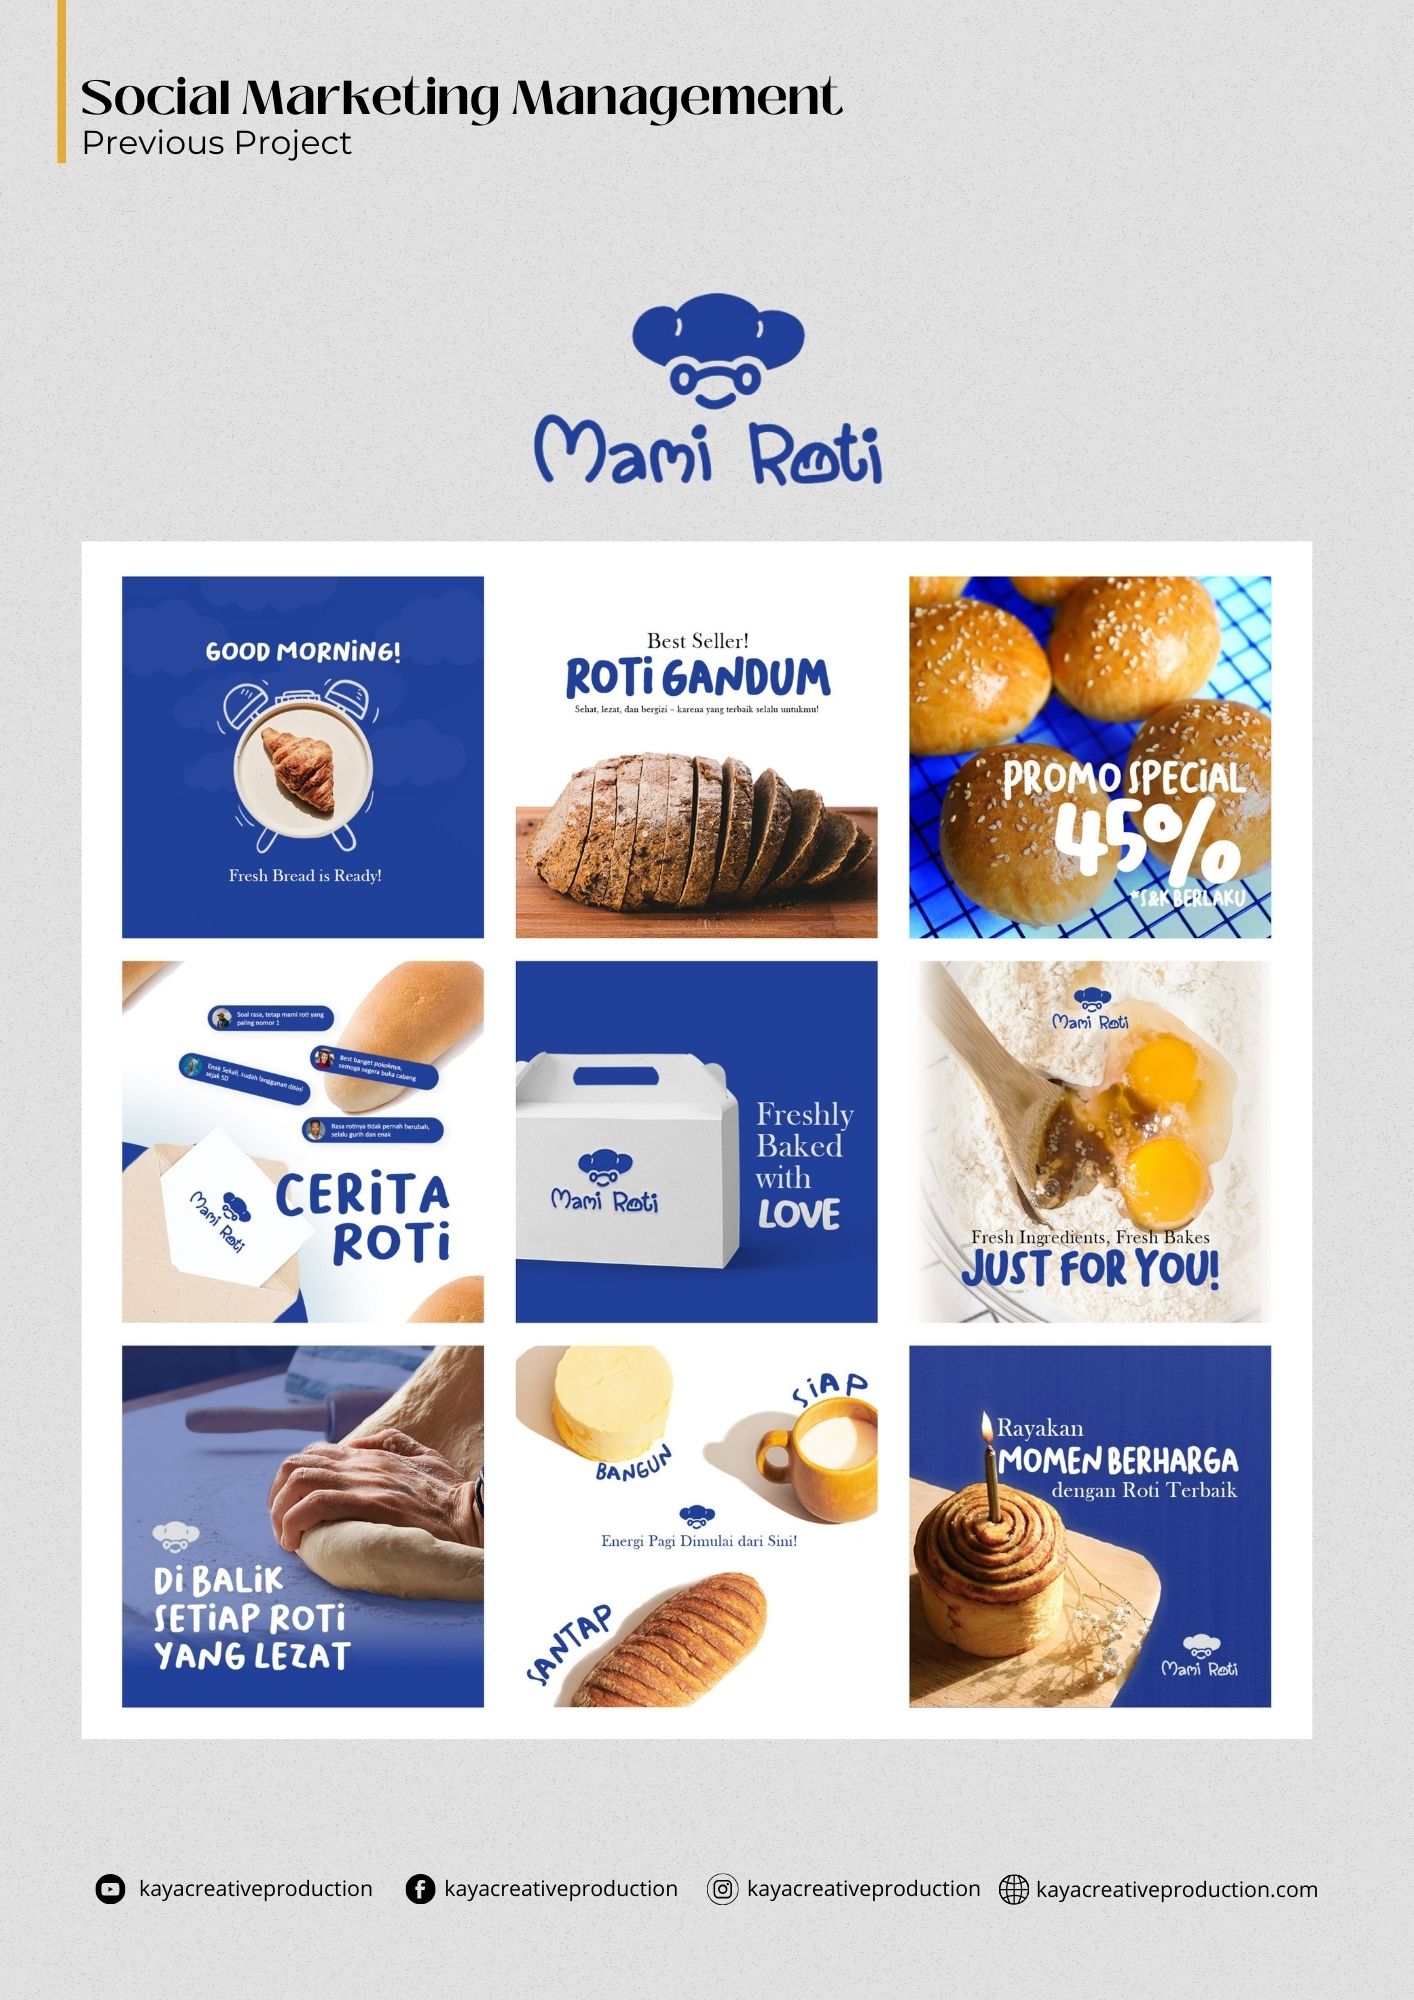 Social Marketing Management
Previous Project
Mami Roti
GOOD MORNING!
Fresh Bread is Ready!
Best Seller!
ROTI GANDUM
Sehat, lezat, dan bergizi – karena yang terbaik selalu untukmu!
PROMO SPECIAL
45%
*S&K BERLAKU
Soal rasa, tetap mami roti yang
paling nomor 1
Enak Sekali, sudah langganan disini
sejak SD
Best banget pokoknya,
semoga segera buka cabang
Rasa rotinya tidak pernah berubah,
selalu gurih dan enak
Mami Roti
CERITA
ROTI
Mami Roti
Freshly
Baked
with
LOVE
Mami Roti
Fresh Ingredients, Fresh Bakes
JUST FOR YOU!
DI BALIK
SETIAP ROTI
YANG LEZAT
SIAP
BANGUN
Energi Pagi Dimulai dari Sini!
SANTAP
Rayakan
MOMEN BERHARGA
dengan Roti Terbaik
Mami Roti
kayacreativeproduction kayacreativeproduction kayacreativeproduction kayacreativeproduction.com